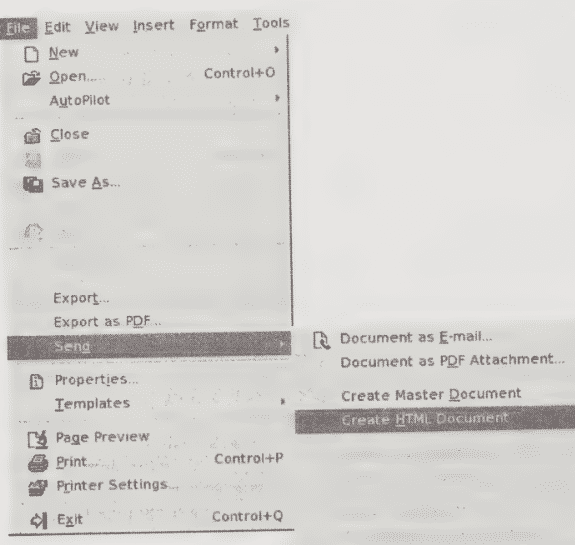 File Edit View Insert Format Tools
New
Open... Control+O
AutoPilot
Close
Save As...
Export...
Export as PDF...
Send
Document as E-mail...
Document as PDF Attachment...
Properties...
Templates
Create Master Document
Create HTML Document
Page Preview
Print... Control+P
Printer Settings...
Exit Control+Q